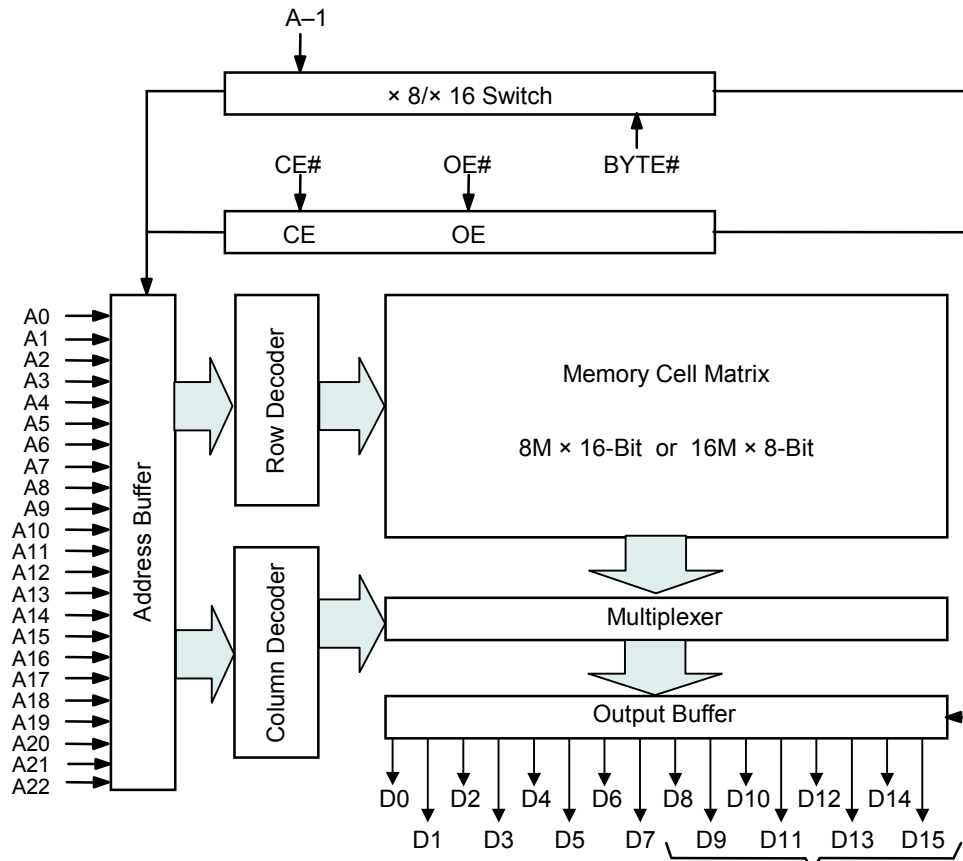 A–1
× 8/× 16 Switch
CE#
OE#
BYTE#
CE
OE
A0
A1
A2
A3
A4
A5
A6
A7
A8
A9
A10
A11
A12
A13
A14
A15
A16
A17
A18
A19
A20
A21
A22
Address Buffer
Row Decoder
Column Decoder
Memory Cell Matrix
8M × 16-Bit or 16M × 8-Bit
Multiplexer
Output Buffer
D0 D2 D4 D6 D8 D10 D12 D14
D1 D3 D5 D7 D9 D11 D13 D15